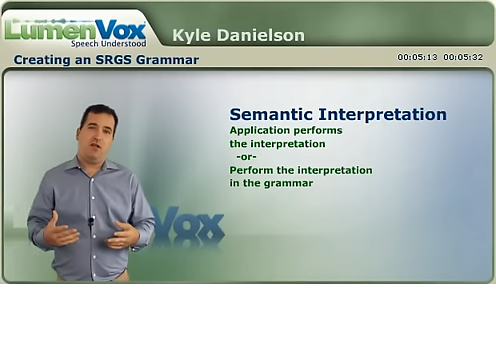 LumenVox
Speech Understood
Kyle Danielson
Creating an SRGS Grammar
00:05:13 00:05:32
Semantic Interpretation
Application performs
the interpretation
-or-
Perform the interpretation
in the grammar
Vox